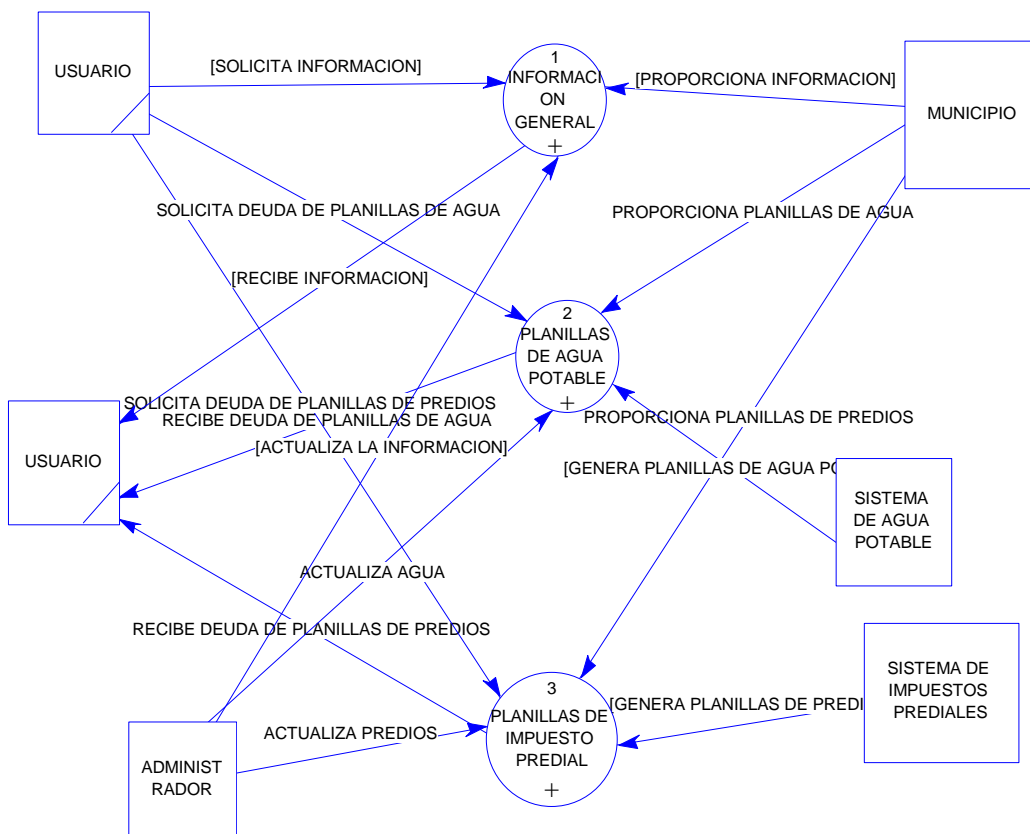 USUARIO
[SOLICITA INFORMACION]
1
INFORMACI
ON
GENERAL
+
[PROPORCIONA INFORMACION]
MUNICIPIO
SOLICITA DEUDA DE PLANILLAS DE AGUA
PROPORCIONA PLANILLAS DE AGUA
[RECIBE INFORMACION]
2
PLANILLAS
DE AGUA
POTABLE
+
SOLICITA DEUDA DE PLANILLAS DE PREDIOS
RECIBE DEUDA DE PLANILLAS DE AGUA
[ACTUALIZA LA INFORMACION]
USUARIO
PROPORCIONA PLANILLAS DE PREDIOS
[GENERA PLANILLAS DE AGUA PO
SISTEMA
DE AGUA
POTABLE
ACTUALIZA AGUA
RECIBE DEUDA DE PLANILLAS DE PREDIOS
3
PLANILLAS DE
IMPUESTO
PREDIAL
+
[GENERA PLANILLAS DE PREDI
SISTEMA DE
IMPUESTOS
PREDIALES
ACTUALIZA PREDIOS
ADMINIST
RADOR